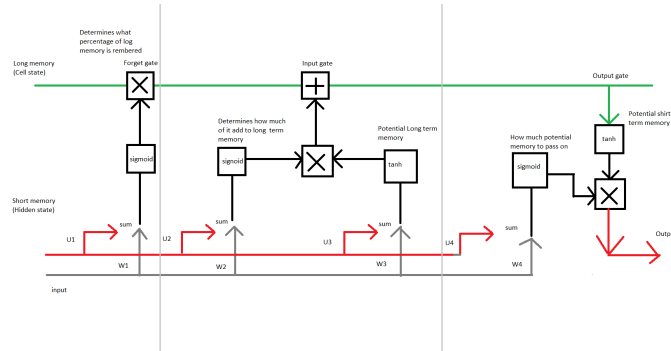 Determines what
percentage of log
memory is rembered
Long memory
(Cell state)
Forget gate
Input gate
Output gate
×
+
Determines how much
of it add to long term
memory
Potential Long term
memory
How much potential
memory to pass on
Potential shirt
term memory
sigmoid
sigmoid
×
tanh
sigmoid
tanh
×
Short memory
(Hidden state)
sum
sum
sum
sum
U1
U2
U3
U4
Outp
W1
W2
W3
W4
input